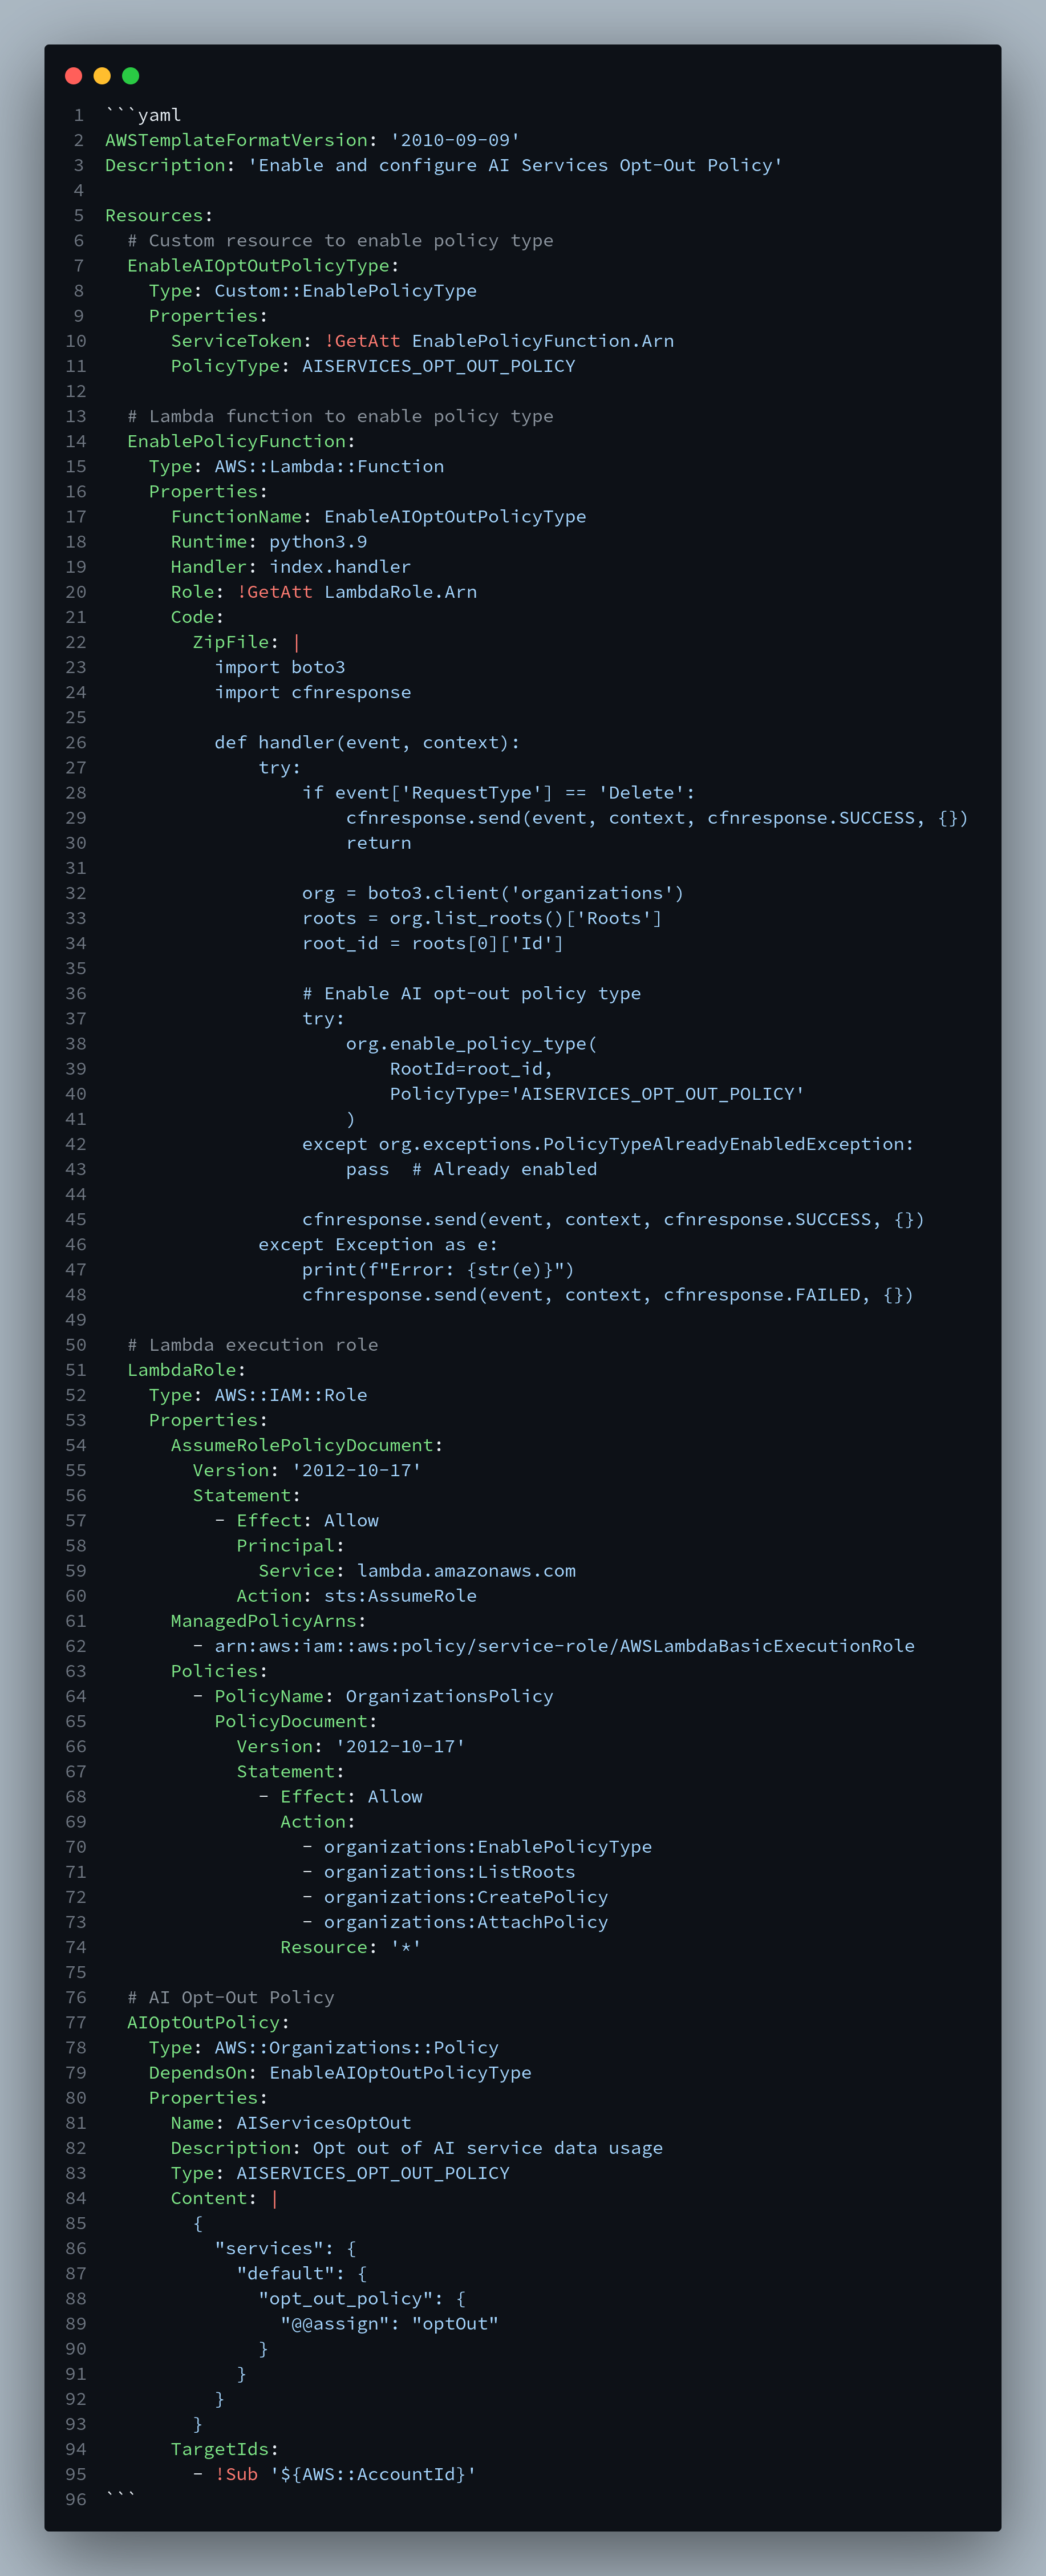 1 ```yaml
2 AWSTemplateFormatVersion: '2010-09-09'
3 Description: 'Enable and configure AI Services Opt-Out Policy'
4
5 Resources:
6   # Custom resource to enable policy type
7   EnableAIOptOutPolicyType:
8     Type: Custom::EnablePolicyType
9     Properties:
10       ServiceToken: !GetAtt EnablePolicyFunction.Arn
11       PolicyType: AISERVICES_OPT_OUT_POLICY
12
13   # Lambda function to enable policy type
14   EnablePolicyFunction:
15     Type: AWS::Lambda::Function
16     Properties:
17       FunctionName: EnableAIOptOutPolicyType
18       Runtime: python3.9
19       Handler: index.handler
20       Role: !GetAtt LambdaRole.Arn
21       Code:
22         ZipFile: |
23           import boto3
24           import cfnresponse
25
26           def handler(event, context):
27               try:
28                   if event['RequestType'] == 'Delete':
29                       cfnresponse.send(event, context, cfnresponse.SUCCESS, {})
30                       return
31
32                   org = boto3.client('organizations')
33                   roots = org.list_roots()['Roots']
34                   root_id = roots[0]['Id']
35
36                   # Enable AI opt-out policy type
37                   try:
38                       org.enable_policy_type(
39                           RootId=root_id,
40                           PolicyType='AISERVICES_OPT_OUT_POLICY'
41                       )
42                   except org.exceptions.PolicyTypeAlreadyEnabledException:
43                       pass  # Already enabled
44
45                   cfnresponse.send(event, context, cfnresponse.SUCCESS, {})
46               except Exception as e:
47                   print(f"Error: {str(e)}")
48                   cfnresponse.send(event, context, cfnresponse.FAILED, {})
49
50   # Lambda execution role
51   LambdaRole:
52     Type: AWS::IAM::Role
53     Properties:
54       AssumeRolePolicyDocument:
55         Version: '2012-10-17'
56         Statement:
57           - Effect: Allow
58             Principal:
59               Service: lambda.amazonaws.com
60             Action: sts:AssumeRole
61       ManagedPolicyArns:
62         - arn:aws:iam::aws:policy/service-role/AWSLambdaBasicExecutionRole
63       Policies:
64         - PolicyName: OrganizationsPolicy
65           PolicyDocument:
66             Version: '2012-10-17'
67             Statement:
68               - Effect: Allow
69                 Action:
70                   - organizations:EnablePolicyType
71                   - organizations:ListRoots
72                   - organizations:CreatePolicy
73                   - organizations:AttachPolicy
74                 Resource: '*'
75
76   # AI Opt-Out Policy
77   AIOptOutPolicy:
78     Type: AWS::Organizations::Policy
79     DependsOn: EnableAIOptOutPolicyType
80     Properties:
81       Name: AIServicesOptOut
82       Description: Opt out of AI service data usage
83       Type: AISERVICES_OPT_OUT_POLICY
84       Content: |
85         {
86           "services": {
87             "default": {
88               "opt_out_policy": {
89                 "@@assign": "optOut"
90               }
91             }
92           }
93         }
94       TargetIds:
95         - !Sub '${AWS::AccountId}'
96 ```